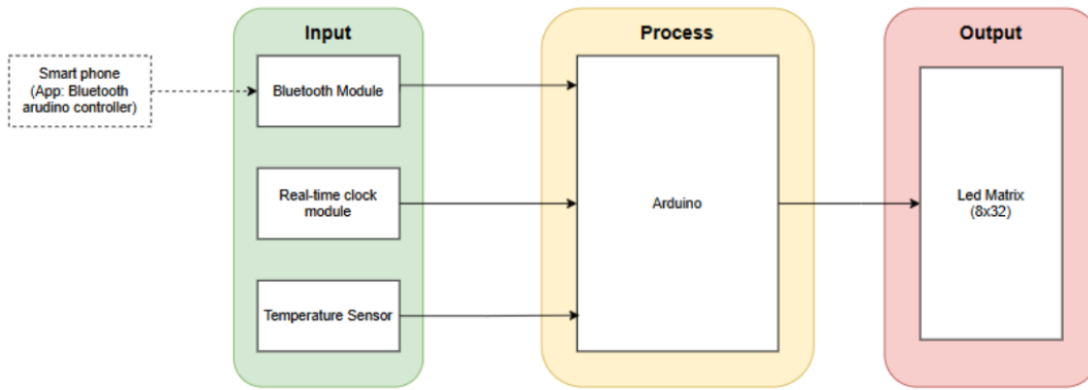 Input
Process
Output
Smart phone
(App: Bluetooth
arudino controller)
Bluetooth Module
Real-time clock
module
Temperature Sensor
Arduino
Led Matrix
(8x32)